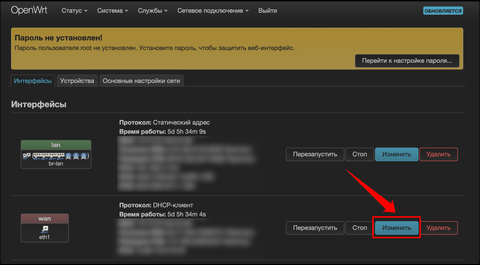 OpenWrt Статус Система Службы Сетевое подключение Выйти ОБНОВЛЯЕТСЯ
Пароль не установлен!
Пароль пользователя root не установлен. Установите пароль, чтобы защитить веб-интерфейс.
Перейти к настройке пароля...
Интерфейсы Устройства Основные настройки сети
Интерфейсы
lan
br-lan
Протокол: Статический адрес
Время работы: 5d 5h 34m 9s
Перезапустить Стоп Изменить Удалить
wan
eth1
Протокол: DHCP-клиент
Время работы: 5d 5h 34m 4s
Перезапустить Стоп Изменить Удалить